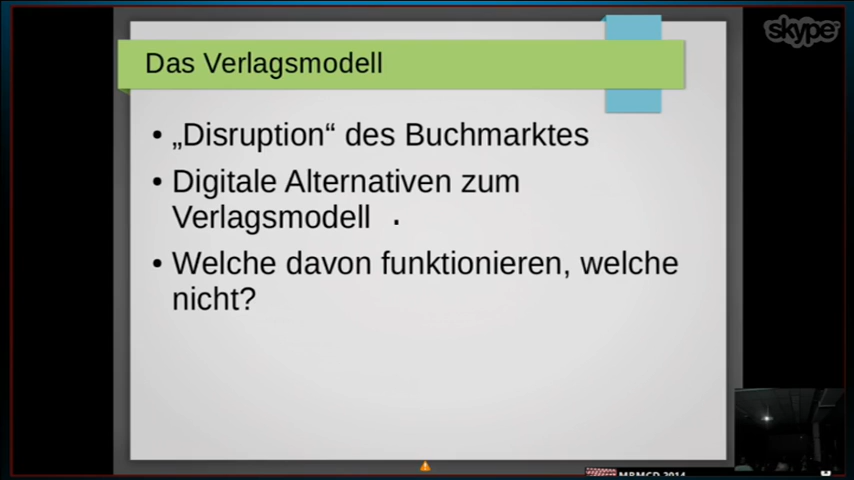 skype
Das Verlagsmodell
• „Disruption“ des Buchmarktes
• Digitale Alternativen zum
Verlagsmodell
• Welche davon funktionieren, welche
nicht?
MRMCD 2014